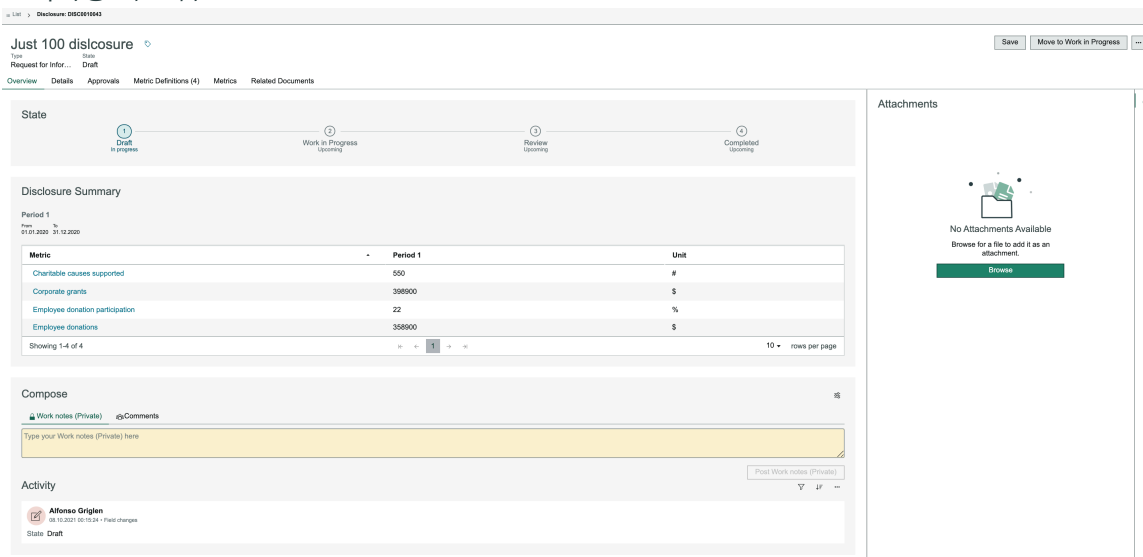 List > Disclosure: DISC0010043
Just 100 dislcosure
Save Move to Work in Progress ...
Type State
Request for Infor... Draft
Overview Details Approvals Metric Definitions (4) Metrics Related Documents
State
1 2 3 4
Draft Work in Progress Review Completed
In progress Upcoming Upcoming Upcoming
Attachments
No Attachments Available
Browse for a file to add it as an
attachment.
Browse
Disclosure Summary
Period 1
From To
01.01.2020 31.12.2020
Metric Period 1 Unit
Charitable causes supported 550 #
Corporate grants 398900 $
Employee donation participation 22 %
Employee donations 358900 $
Showing 1-4 of 4 1 10 rows per page
Compose
Work notes (Private) Comments
Type your Work notes (Private) here
Post Work notes (Private)
Activity
Alfonso Griglen
08.10.2021 00:15:24 • Field changes
State Draft